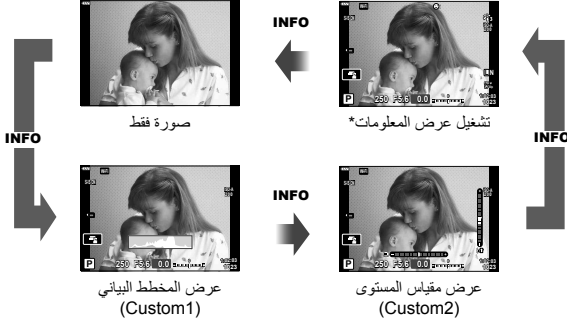 INFO
صورة فقط
تشغيل عرض المعلومات*
P 250 F5.6 0.0
INFO
INFO
P 250 F5.6 0.0
INFO
عرض المخطط البياني
(Custom1)
P 250 F5.6 0.0
عرض مقياس المستوى
(Custom2)